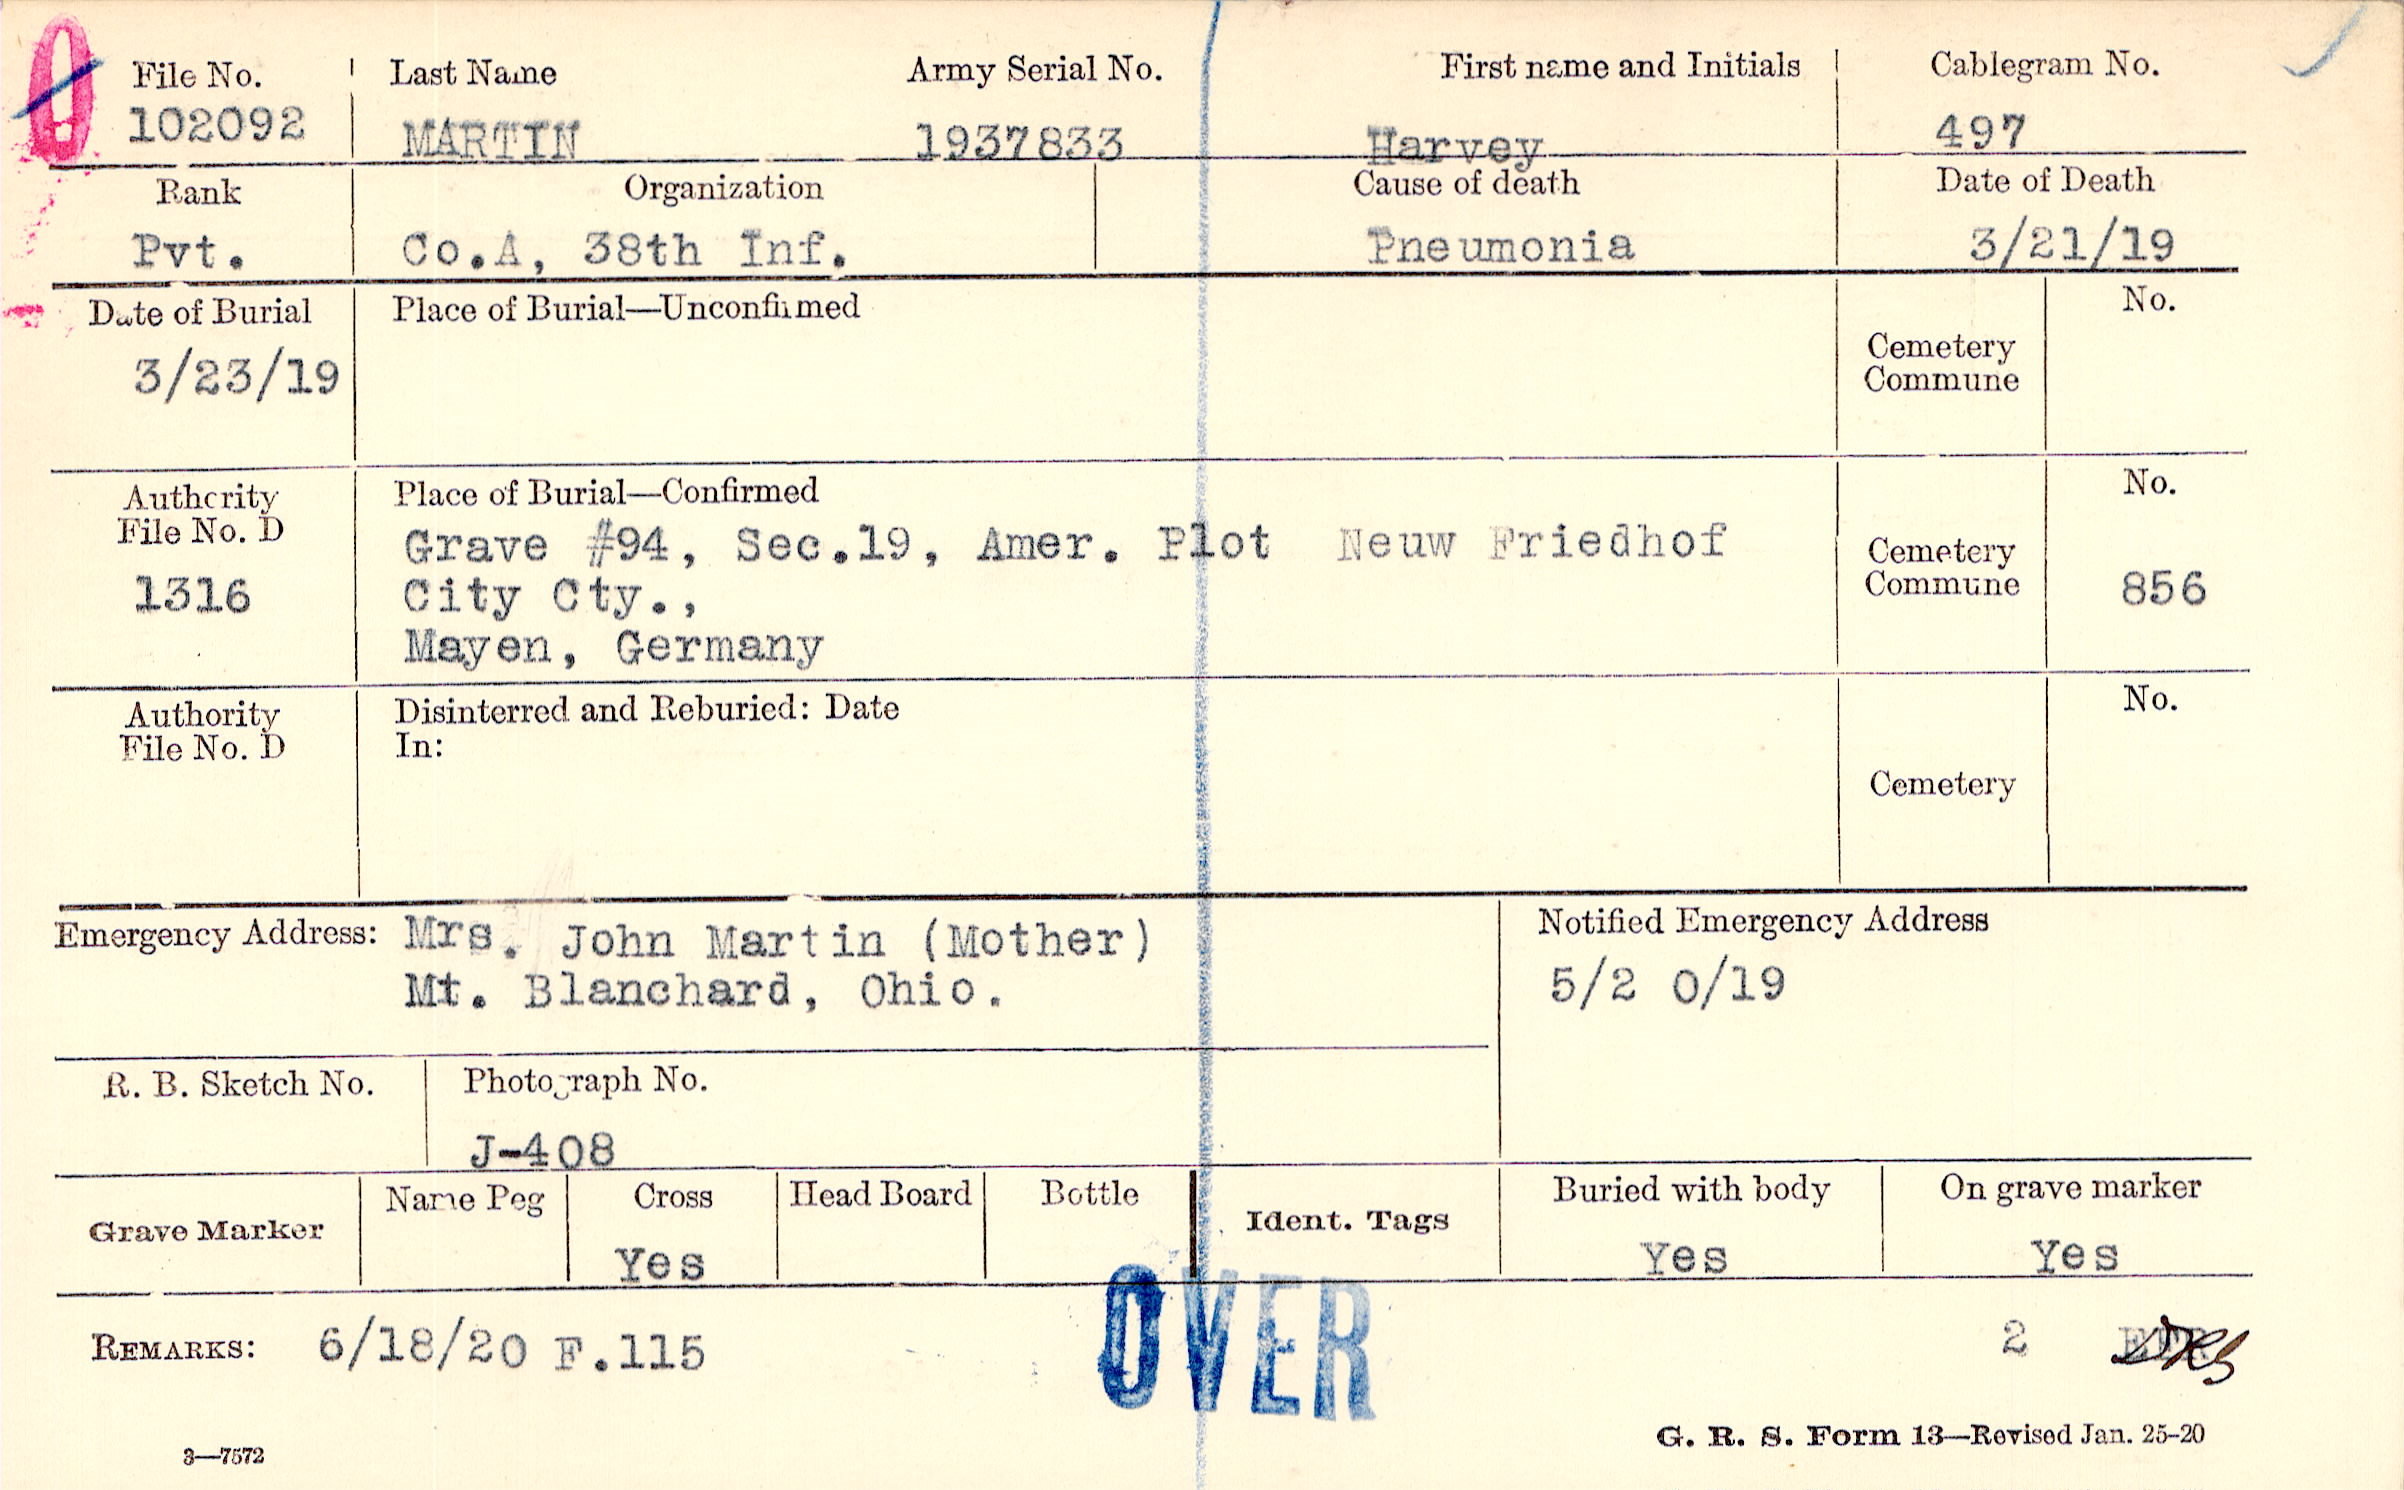 O
File No. Last Name Army Serial No. First name and Initials Cablegram No.
102092 MARTIN 1937833 Harvey 497
Rank Organization Cause of death Date of Death
Pvt. Co.A, 38th Inf. Pneumonia 3/21/19
Date of Burial Place of Burial—Unconfirmed No.
3/23/19 Cemetery
Commune
Authority Place of Burial—Confirmed No.
File No. D Grave #94, Sec.19, Amer. Plot Neuw Friedhof Cemetery
1316 City Cty., Commune 856
Mayen, Germany
Authority Disinterred and Reburied: Date No.
File No. D In:
Cemetery
Emergency Address: Mrs. John Martin (Mother) Notified Emergency Address
Mt. Blanchard, Ohio. 5/2 0/19
R. B. Sketch No. Photograph No.
J-408
Grave Marker Name Peg Cross Head Board Bottle Ident. Tags Buried with body On grave marker
Yes Yes Yes
OVER
REMARKS: 6/18/20 F.115 2
G. R. S. Form 13—Revised Jan. 25-20
3—7572